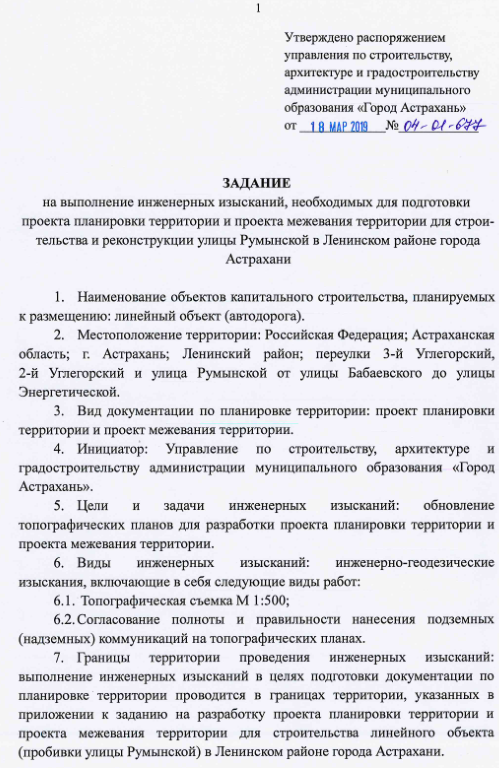 1
Утверждено распоряжением
управления по строительству,
архитектуре и градостроительству
администрации муниципального
образования «Город Астрахань»
от 18 МАР 2019 № 04-01-677
ЗАДАНИЕ
на выполнение инженерных изысканий, необходимых для подготовки
проекта планировки территории и проекта межевания территории для строи-
тельства и реконструкции улицы Румынской в Ленинском районе города
Астрахани
1. Наименование объектов капитального строительства, планируемых
к размещению: линейный объект (автодорога).
2. Местоположение территории: Российская Федерация; Астраханская
область; г. Астрахань; Ленинский район; переулки 3-й Углегорский,
2-й Углегорский и улица Румынской от улицы Бабаевского до улицы
Энергетической.
3. Вид документации по планировке территории: проект планировки
территории и проект межевания территории.
4. Инициатор: Управление по строительству, архитектуре и
градостроительству администрации муниципального образования «Город
Астрахань».
5. Цели и задачи инженерных изысканий: обновление
топографических планов для разработки проекта планировки территории и
проекта межевания территории.
6. Виды инженерных изысканий: инженерно-геодезические
изыскания, включающие в себя следующие виды работ:
6.1. Топографическая съемка М 1:500;
6.2. Согласование полноты и правильности нанесения подземных
(надземных) коммуникаций на топографических планах.
7. Границы территории проведения инженерных изысканий:
выполнение инженерных изысканий в целях подготовки документации по
планировке территории проводится в границах территории, указанных в
приложении к заданию на разработку проекта планировки территории и
проекта межевания территории для строительства линейного объекта
(пробивки улицы Румынской) в Ленинском районе города Астрахани.